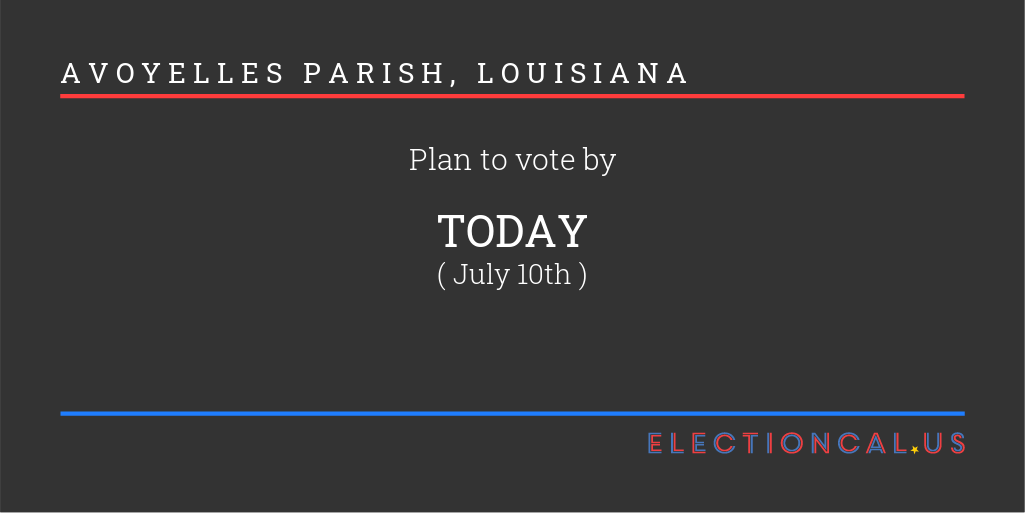 AVOYELLES PARISH, LOUISIANA
Plan to vote by
TODAY
( July 10th )
ELECTIONCAL.US